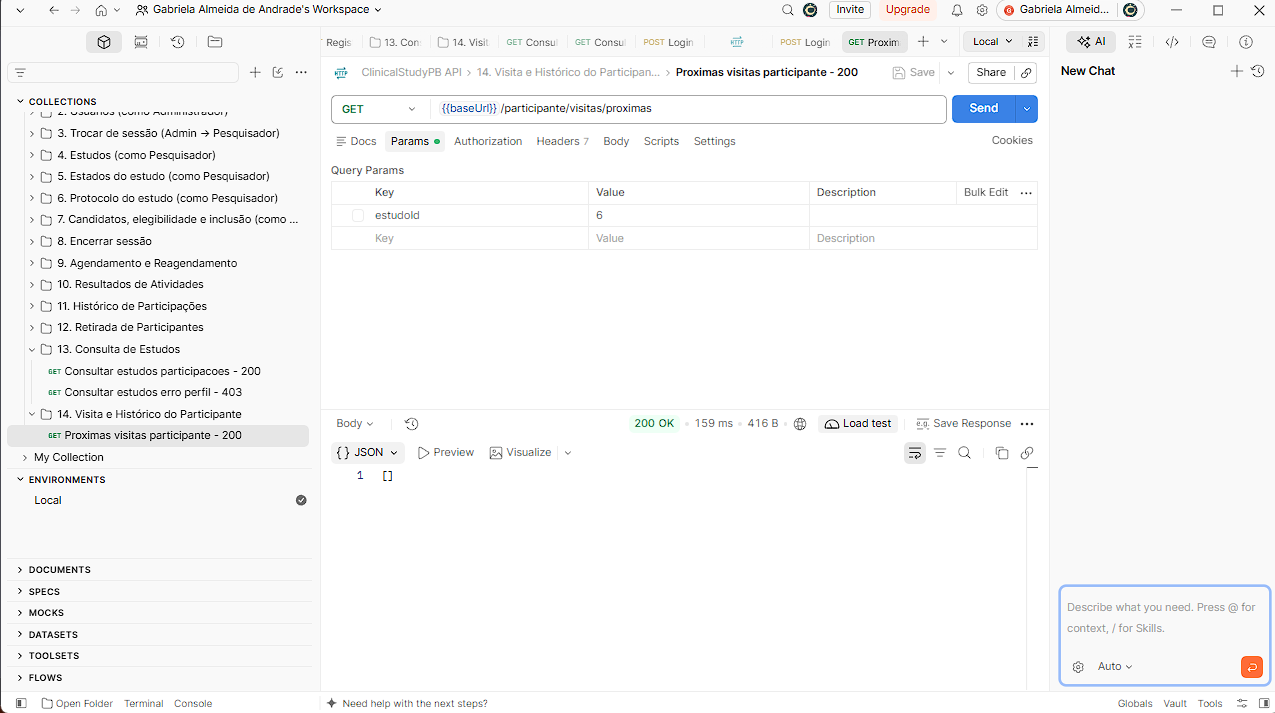 Gabriela Almeida de Andrade's Workspace
Invite
Upgrade
Gabriela Almeid...
Regis
13. Con
14. Visit
GET Consul
GET Consul
POST Login
HTTP
POST Login
GET Proxim
Local
AI
HTTP
ClinicalStudyPB API > 14. Visita e Histórico do Participan... > Proximas visitas participante - 200
Save
Share
New Chat
COLLECTIONS
2. Usuários (como Administrador)
3. Trocar de sessão (Admin → Pesquisador)
4. Estudos (como Pesquisador)
5. Estados do estudo (como Pesquisador)
6. Protocolo do estudo (como Pesquisador)
7. Candidatos, elegibilidade e inclusão (como ...
8. Encerrar sessão
9. Agendamento e Reagendamento
10. Resultados de Atividades
11. Histórico de Participações
12. Retirada de Participantes
13. Consulta de Estudos
GET Consultar estudos participacoes - 200
GET Consultar estudos erro perfil - 403
14. Visita e Histórico do Participante
GET Proximas visitas participante - 200
My Collection
ENVIRONMENTS
Local
DOCUMENTS
SPECS
MOCKS
DATASETS
TOOLSETS
FLOWS
GET
{{baseUrl}} /participante/visitas/proximas
Send
Docs
Params
Authorization
Headers 7
Body
Scripts
Settings
Cookies
Query Params
Key
Value
Description
Bulk Edit
estudoId
6
Key
Value
Description
Body
200 OK
159 ms
416 B
Load test
e.g. Save Response
{ } JSON
Preview
Visualize
1 []
Describe what you need. Press @ for
context, / for Skills.
Auto
Open Folder
Terminal
Console
Need help with the next steps?
Globals
Vault
Tools